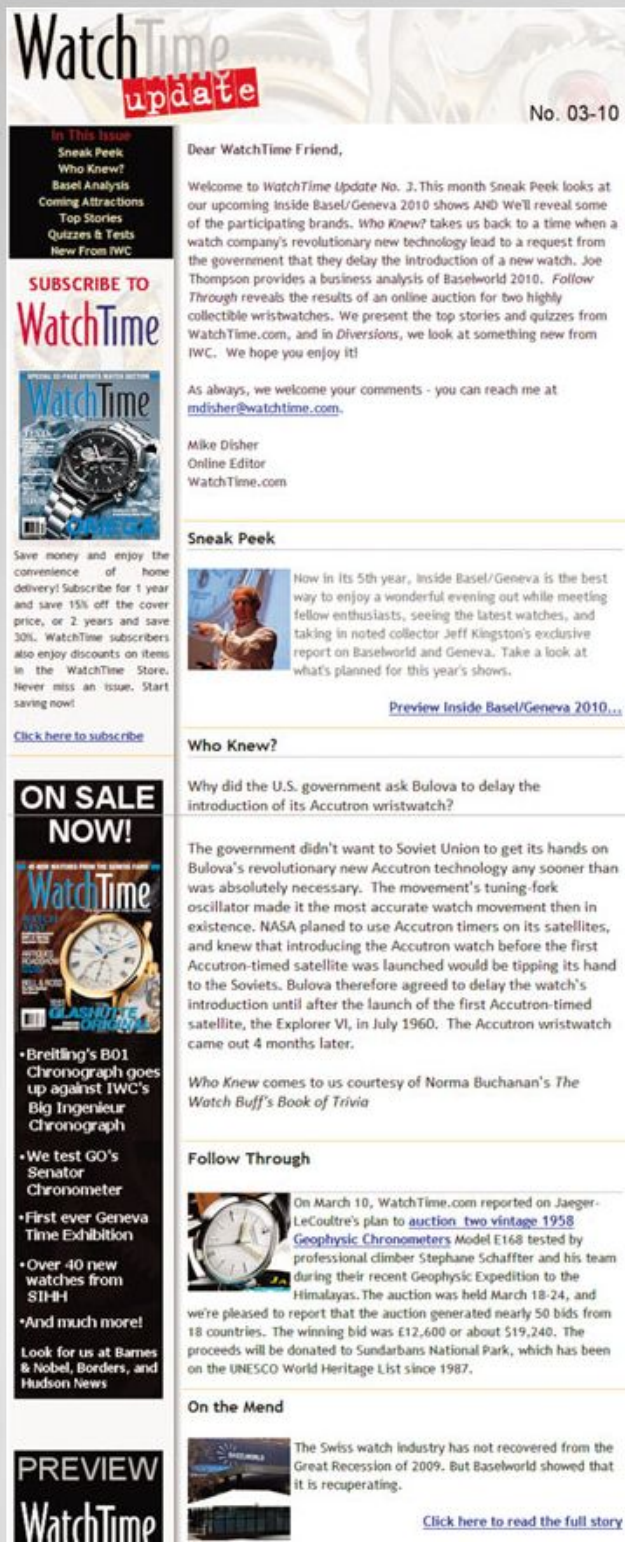 WatchTime
update
No. 03-10
In This Issue
Sneak Peek
Who Knew?
Basel Analysis
Coming Attractions
Top Stories
Quizzes & Tests
New From IWC
SUBSCRIBE TO
WatchTime
WatchTime
OMEGA
Save money and enjoy the
convenience of home
delivery! Subscribe for 1 year
and save 15% off the cover
price, or 2 years and save
30%. WatchTime subscribers
also enjoy discounts on items
in the WatchTime Store.
Never miss an issue. Start
saving now!
Click here to subscribe
ON SALE
NOW!
WatchTime
GLASHÜTTE
ORIGINAL
•Breitling's B01
Chronograph goes
up against IWC's
Big Ingenieur
Chronograph
•We test GO's
Senator
Chronometer
•First ever Geneva
Time Exhibition
•Over 40 new
watches from
SIHH
•And much more!
Look for us at Barnes
& Nobel, Borders, and
Hudson News
PREVIEW
WatchTime
Dear WatchTime Friend,
Welcome to WatchTime Update No. 3.This month Sneak Peek looks at
our upcoming Inside Basel/Geneva 2010 shows AND We'll reveal some
of the participating brands. Who Knew? takes us back to a time when a
watch company's revolutionary new technology lead to a request from
the government that they delay the introduction of a new watch. Joe
Thompson provides a business analysis of Baselworld 2010. Follow
Through reveals the results of an online auction for two highly
collectible wristwatches. We present the top stories and quizzes from
WatchTime.com, and in Diversions, we look at something new from
IWC. We hope you enjoy it!
As always, we welcome your comments - you can reach me at
mdisher@watchtime.com.
Mike Disher
Online Editor
WatchTime.com
Sneak Peek
Now in its 5th year, Inside Basel/Geneva is the best
way to enjoy a wonderful evening out while meeting
fellow enthusiasts, seeing the latest watches, and
taking in noted collector Jeff Kingston's exclusive
report on Baselworld and Geneva. Take a look at
what's planned for this year's shows.
Preview Inside Basel/Geneva 2010...
Who Knew?
Why did the U.S. government ask Bulova to delay the
introduction of its Accutron wristwatch?
The government didn't want to Soviet Union to get its hands on
Bulova's revolutionary new Accutron technology any sooner than
was absolutely necessary. The movement's tuning-fork
oscillator made it the most accurate watch movement then in
existence. NASA planed to use Accutron timers on its satellites,
and knew that introducing the Accutron watch before the first
Accutron-timed satellite was launched would be tipping its hand
to the Soviets. Bulova therefore agreed to delay the watch's
introduction until after the launch of the first Accutron-timed
satellite, the Explorer VI, in July 1960. The Accutron wristwatch
came out 4 months later.
Who Knew comes to us courtesy of Norma Buchanan's The
Watch Buff's Book of Trivia
Follow Through
On March 10, WatchTime.com reported on Jaeger-
LeCoultre's plan to auction two vintage 1958
Geophysic Chronometers Model E168 tested by
professional climber Stephane Schaffter and his team
during their recent Geophysic Expedition to the
Himalayas.The auction was held March 18-24, and
we're pleased to report that the auction generated nearly 50 bids from
18 countries. The winning bid was £12,600 or about $19,240. The
proceeds will be donated to Sundarbans National Park, which has been
on the UNESCO World Heritage List since 1987.
On the Mend
The Swiss watch industry has not recovered from the
Great Recession of 2009. But Baselworld showed that
it is recuperating.
Click here to read the full story